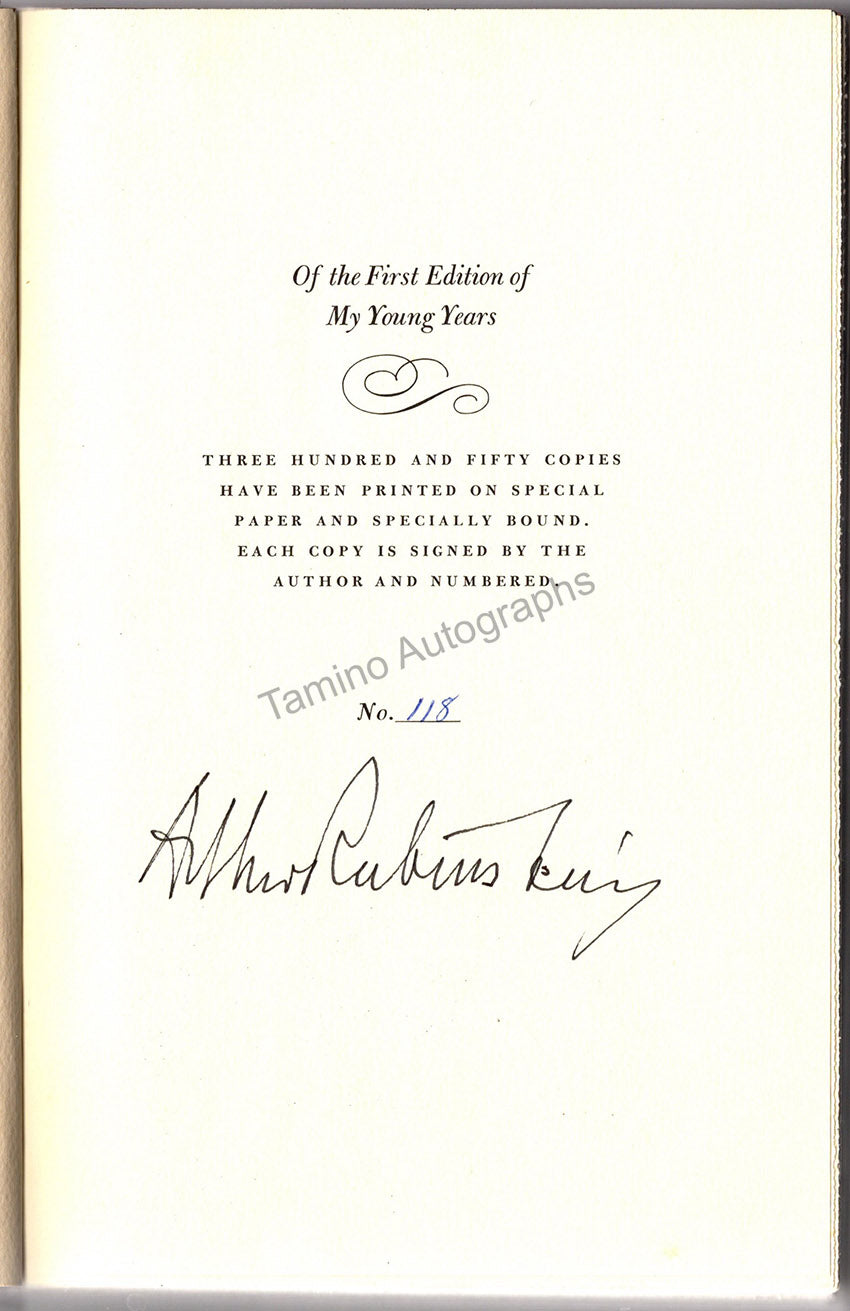 Of the First Edition of
My Young Years
THREE HUNDRED AND FIFTY COPIES
HAVE BEEN PRINTED ON SPECIAL
PAPER AND SPECIALLY BOUND.
EACH COPY IS SIGNED BY THE
AUTHOR AND NUMBERED.
Tamino Autographs
No. 118
Arthur Rubinstein